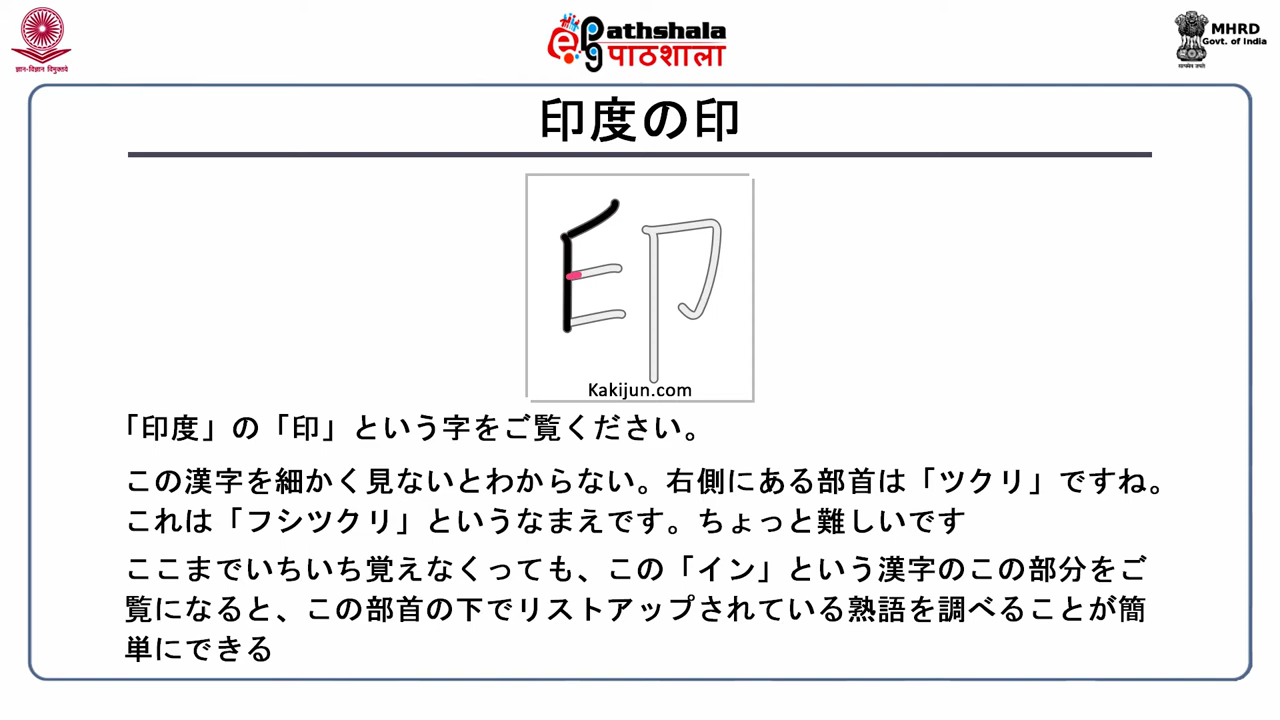 ज्ञान-विज्ञान विमुक्तये
ePG Pathshala
पाठशाला
MHRD
Govt. of India
सत्यमेव जयते
印度の印
印
Kakijun.com
「印度」の「印」という字をご覧ください。
この漢字を細かく見ないとわからない。右側にある部首は「ツクリ」ですね。
これは「フシツクリ」というなまえです。ちょっと難しいです
ここまでいちいち覚えなくっても、この「イン」という漢字のこの部分をご
覧になると、この部首の下でリストアップされている熟語を調べることが簡
単にできる